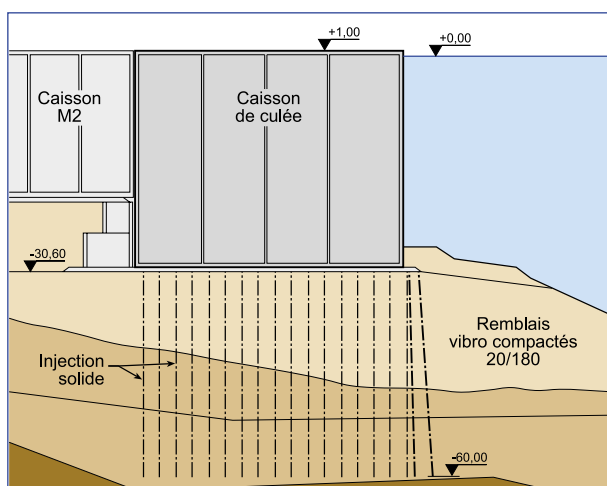 +1,00
+0,00
Caisson
M2
Caisson
de culée
-30,60
Remblais
vibro compactés
20/180
Injection
solide
-60,00